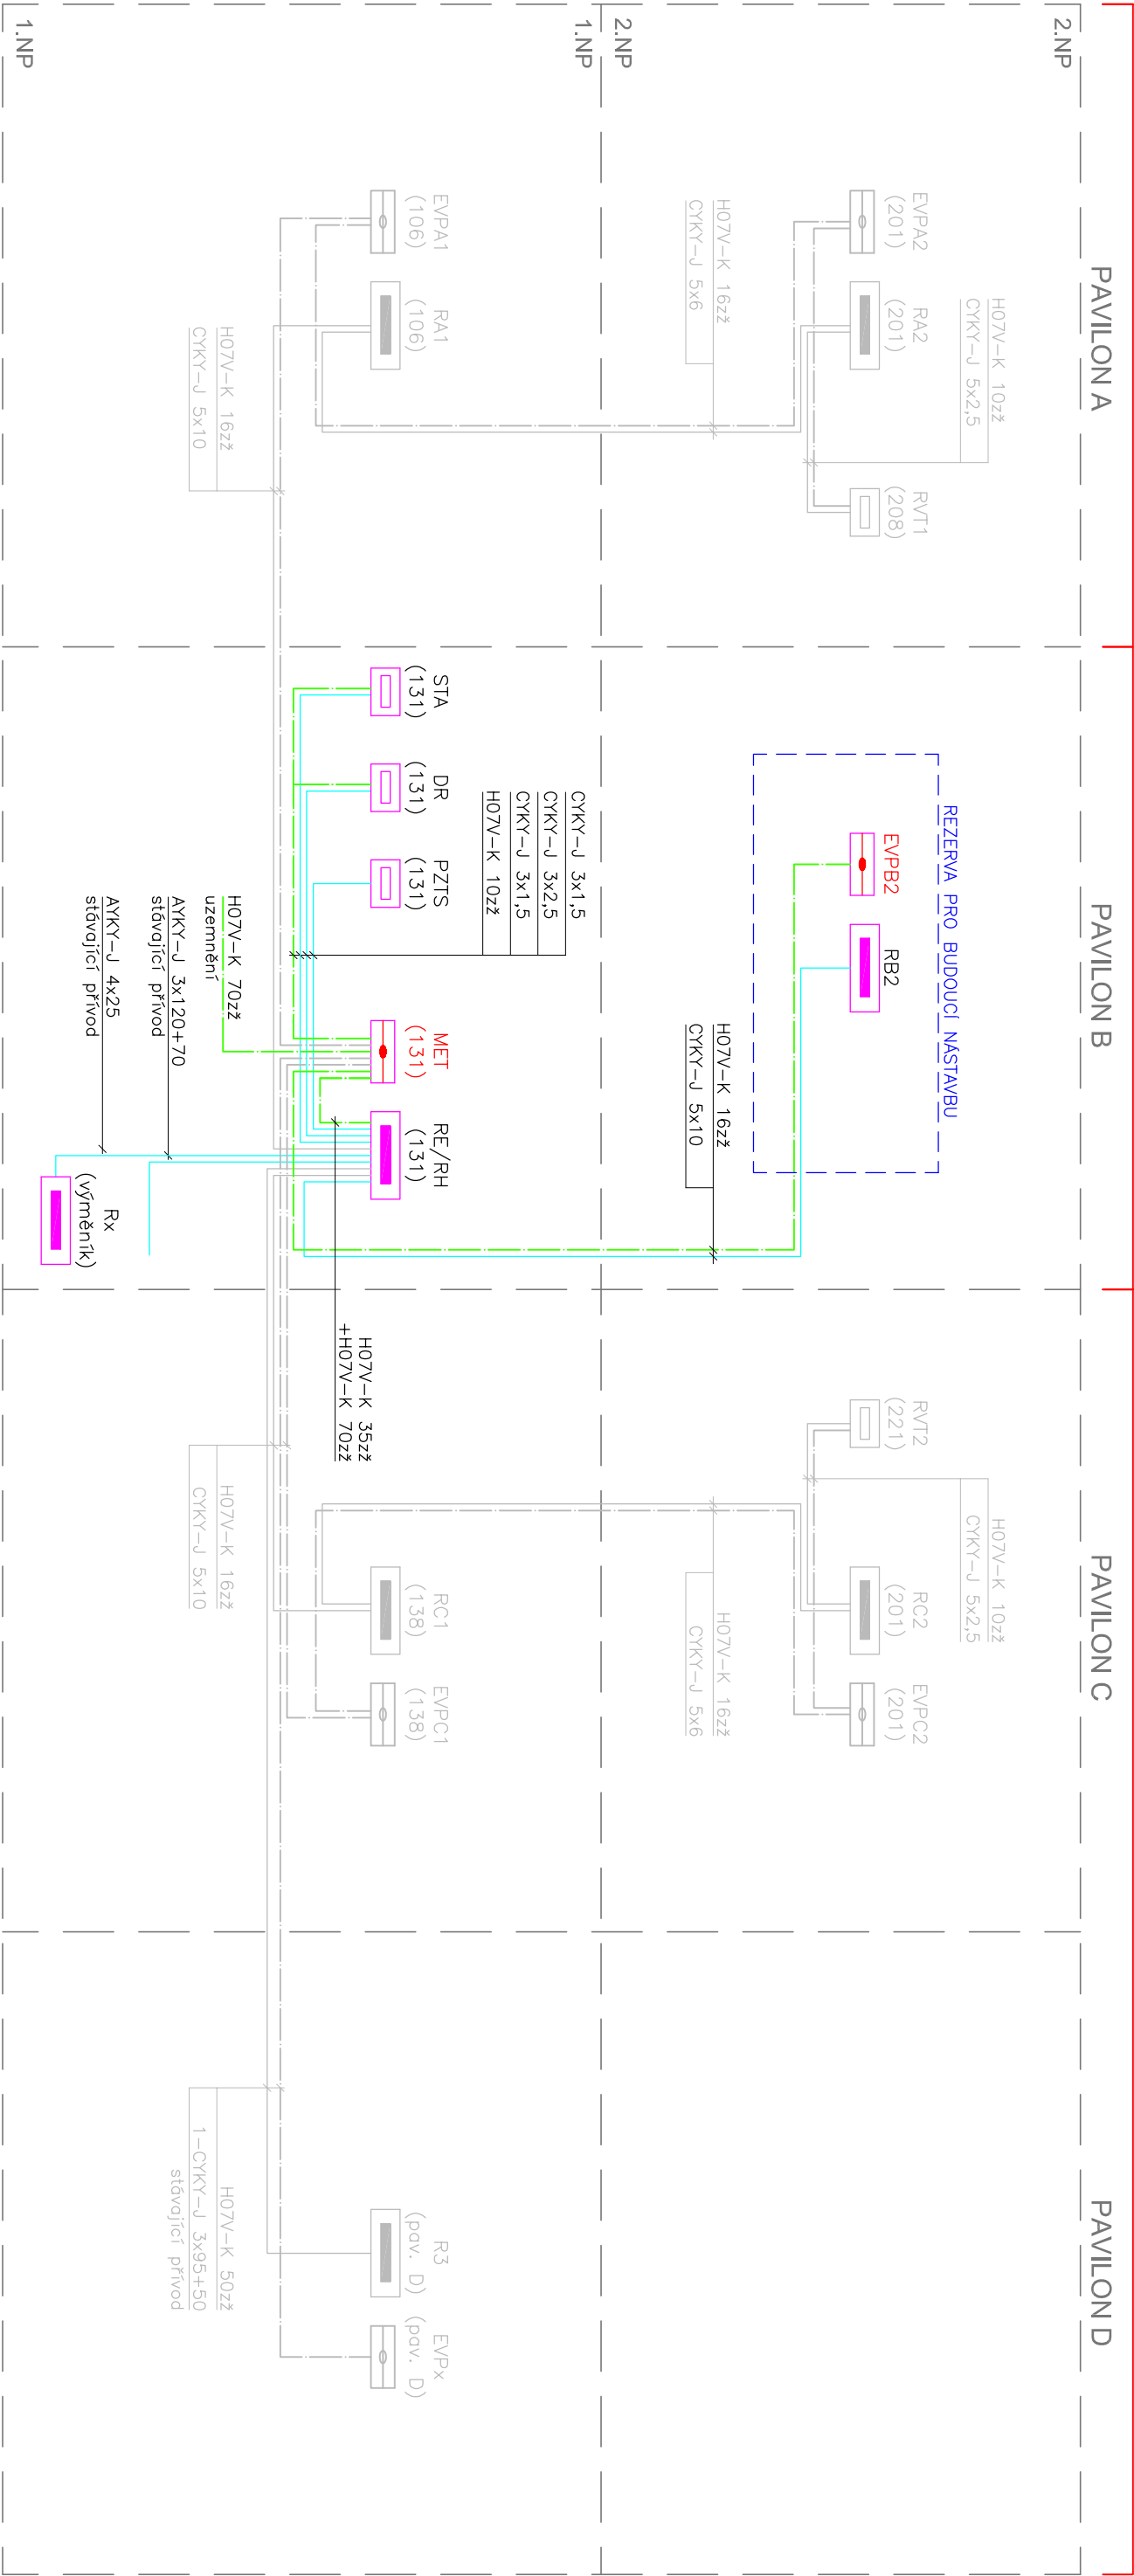 PAVILON A
PAVILON B
PAVILON C
PAVILON D
2.NP
2.NP
1.NP
1.NP
H07V-K 10zž
CYKY-J 5x2,5
EVPA2
(201)
RA2
(201)
RVT1
(208)
H07V-K 16zž
CYKY-J 5x6
EVPA1
(106)
RA1
(106)
H07V-K 16zž
CYKY-J 5x10
REZERVA PRO BUDOUCÍ NÁSTAVBU
EVPB2
RB2
H07V-K 16zž
CYKY-J 5x10
CYKY-J 3x1,5
CYKY-J 3x2,5
CYKY-J 3x1,5
H07V-K 10zž
STA
(131)
DR
(131)
PZTS
(131)
MET
(131)
RE/RH
(131)
H07V-K 35zž
+H07V-K 70zž
H07V-K 70zž
uzemnění
AYKY-J 3x120+70
stávající přívod
AYKY-J 4x25
stávající přívod
Rx
(výměník)
H07V-K 10zž
CYKY-J 5x2,5
RVT2
(221)
RC2
(201)
EVPC2
(201)
H07V-K 16zž
CYKY-J 5x6
RC1
(138)
EVPC1
(138)
H07V-K 16zž
CYKY-J 5x10
R3
(pav. D)
EVPx
(pav. D)
H07V-K 50zž
1-CYKY-J 3x95+50
stávající přívod